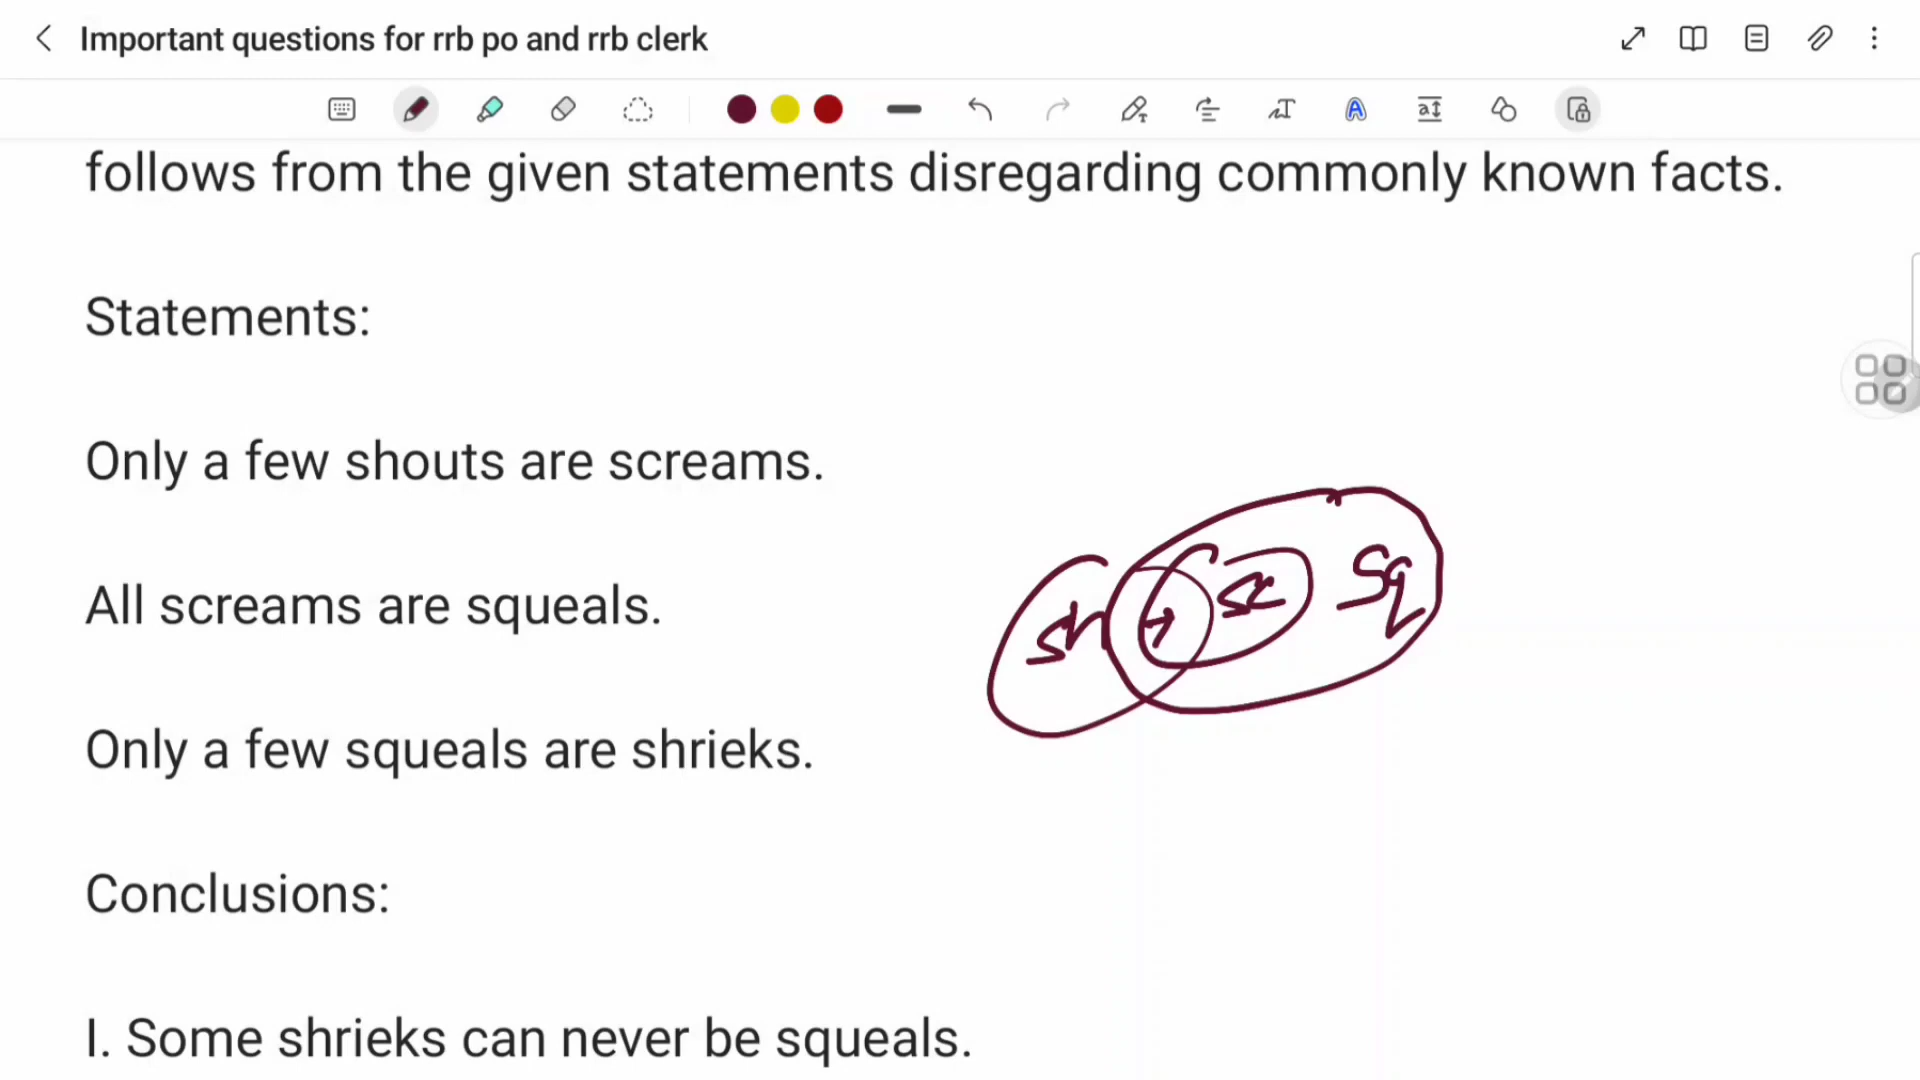 Important questions for rrb po and rrb clerk
follows from the given statements disregarding commonly known facts.
Statements:
Only a few shouts are screams.
All screams are squeals.
Only a few squeals are shrieks.
Conclusions:
I. Some shrieks can never be squeals.
Sh
Sc
Sq